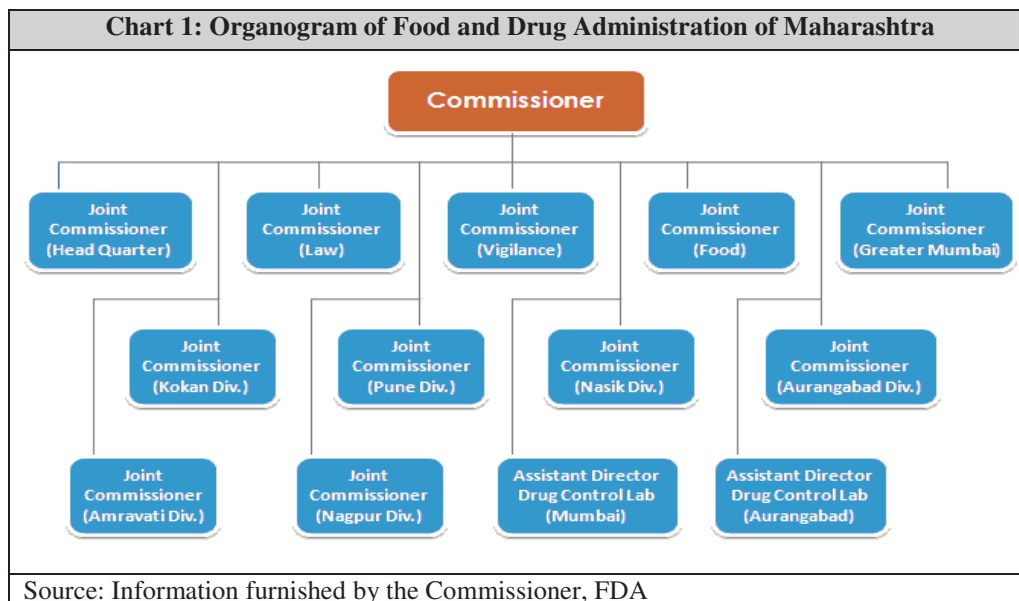 Chart 1: Organogram of Food and Drug Administration of Maharashtra
Commissioner
Joint
Commissioner
(Head Quarter)
Joint
Commissioner
(Law)
Joint
Commissioner
(Vigilance)
Joint
Commissioner
(Food)
Joint
Commissioner
(Greater Mumbai)
Joint
Commissioner
(Kokan Div.)
Joint
Commissioner
(Pune Div.)
Joint
Commissioner
(Nasik Div.)
Joint
Commissioner
(Aurangabad Div.)
Joint
Commissioner
(Amravati Div.)
Joint
Commissioner
(Nagpur Div.)
Assistant Director
Drug Control Lab
(Mumbai)
Assistant Director
Drug Control Lab
(Aurangabad)
Source: Information furnished by the Commissioner, FDA